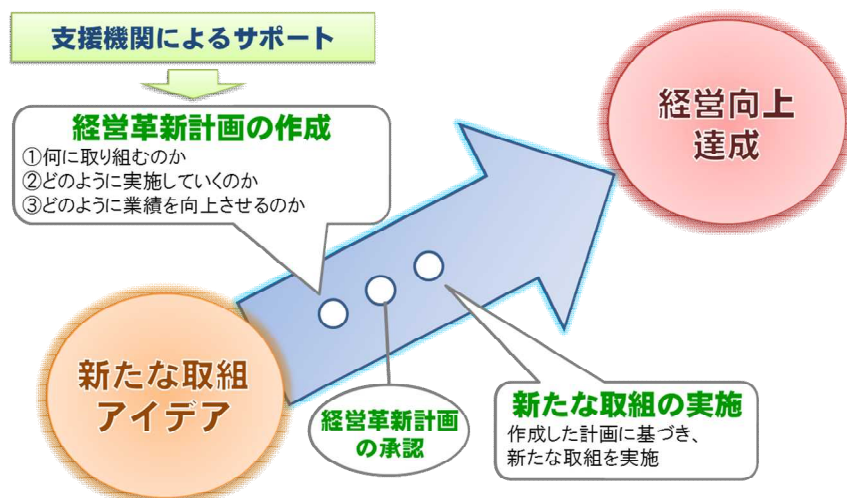 支援機関によるサポート
経営革新計画の作成
①何に取り組むのか
②どのように実施していくのか
③どのように業績を向上させるのか
経営向上
達成
新たな取組
アイデア
経営革新計画
の承認
新たな取組の実施
作成した計画に基づき、
新たな取組を実施